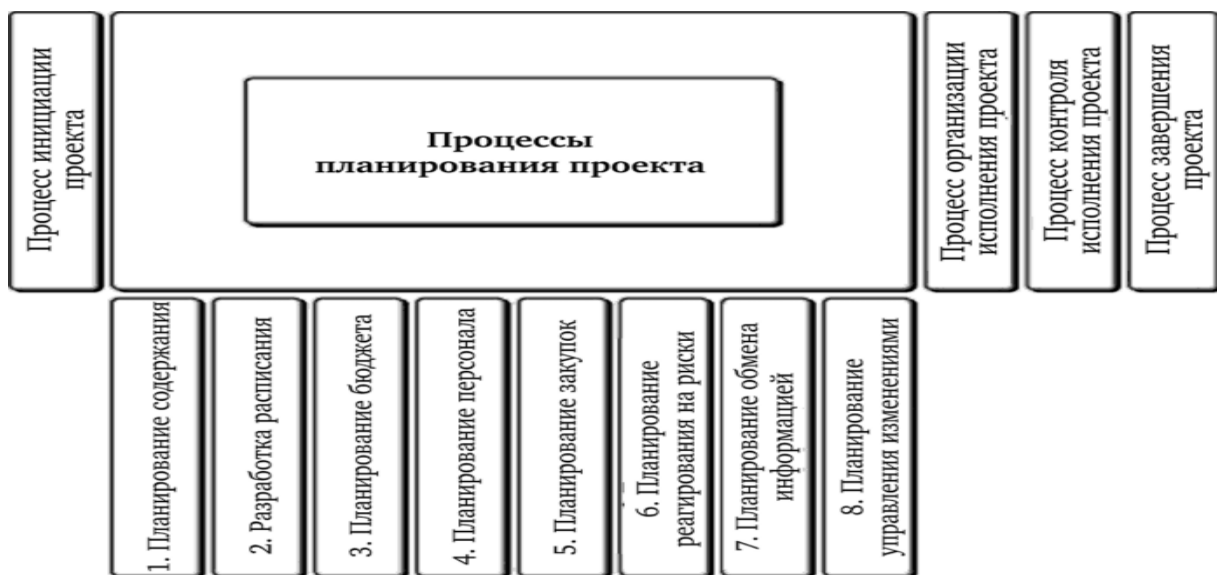 Процесс инициации
проекта
Процессы
планирования проекта
Процесс организации
исполнения проекта
Процесс контроля
исполнения проекта
Процесс завершения
проекта
1. Планирование содержания
2. Разработка расписания
3. Планирование бюджета
4. Планирование персонала
5. Планирование закупок
6. Планирование
реагирования на риски
7. Планирование обмена
информацией
8. Планирование
управления изменениями